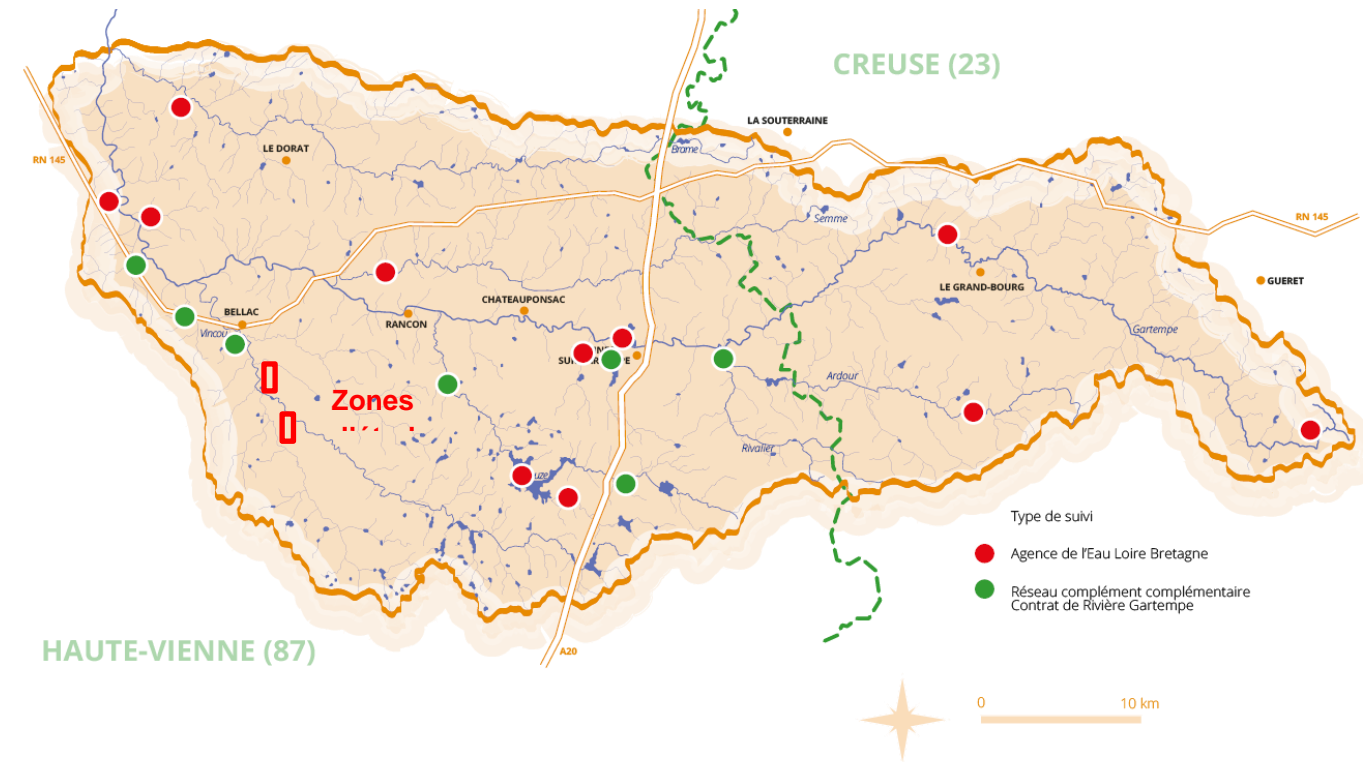 CREUSE (23)
LA SOUTERRAINE
Brame
LE DORAT
RN 145
Semme
RN 145
GUERET
LE GRAND-BOURG
CHATEAUPONSAC
BELLAC
RANCON
Vincou
Gartempe
Ardour
Zones
Rivalier
Type de suivi
Agence de l'Eau Loire Bretagne
Réseau complément complémentaire
Contrat de Rivière Gartempe
HAUTE-VIENNE (87)
A20
0
10 km